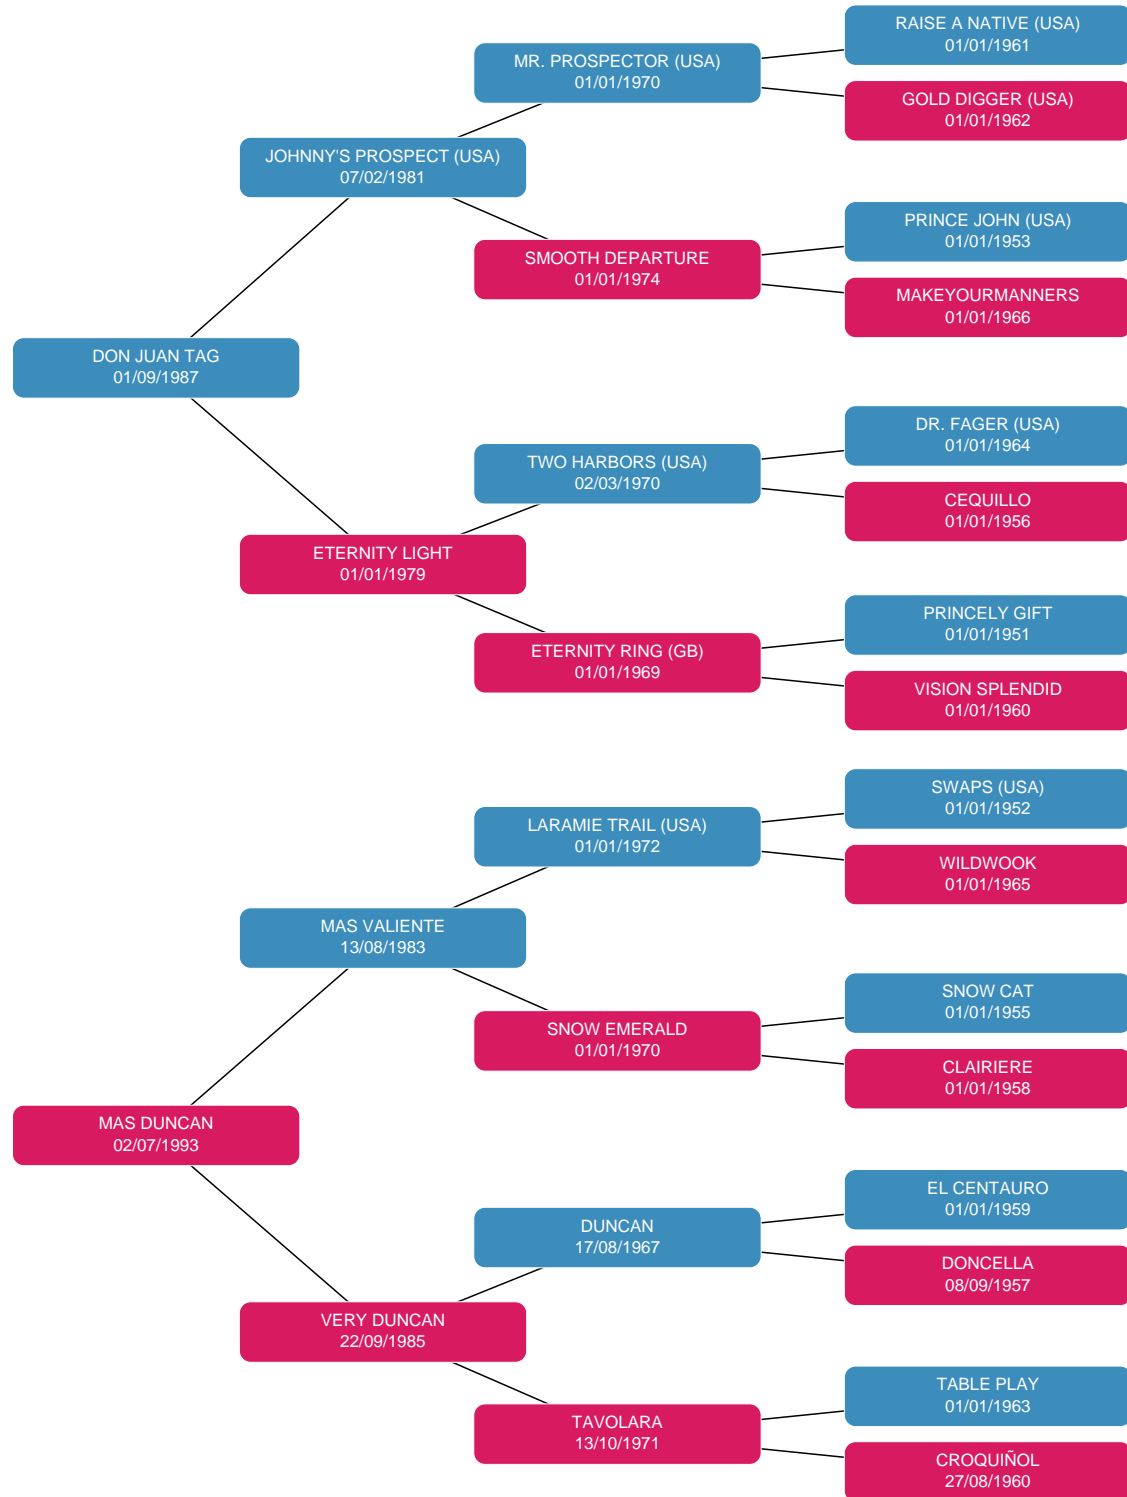 RAISE A NATIVE (USA)
01/01/1961
MR. PROSPECTOR (USA)
01/01/1970
GOLD DIGGER (USA)
01/01/1962
JOHNNY'S PROSPECT (USA)
07/02/1981
PRINCE JOHN (USA)
01/01/1953
SMOOTH DEPARTURE
01/01/1974
MAKEYOURMANNERS
01/01/1966
DON JUAN TAG
01/09/1987
DR. FAGER (USA)
01/01/1964
TWO HARBORS (USA)
02/03/1970
CEQUILLO
01/01/1956
ETERNITY LIGHT
01/01/1979
PRINCELY GIFT
01/01/1951
ETERNITY RING (GB)
01/01/1969
VISION SPLENDID
01/01/1960
SWAPS (USA)
01/01/1952
LARAMIE TRAIL (USA)
01/01/1972
WILDWOOK
01/01/1965
MAS VALIENTE
13/08/1983
SNOW CAT
01/01/1955
SNOW EMERALD
01/01/1970
CLAIRIERE
01/01/1958
MAS DUNCAN
02/07/1993
EL CENTAURO
01/01/1959
DUNCAN
17/08/1967
DONCELLA
08/09/1957
VERY DUNCAN
22/09/1985
TABLE PLAY
01/01/1963
TAVOLARA
13/10/1971
CROQUIÑOL
27/08/1960